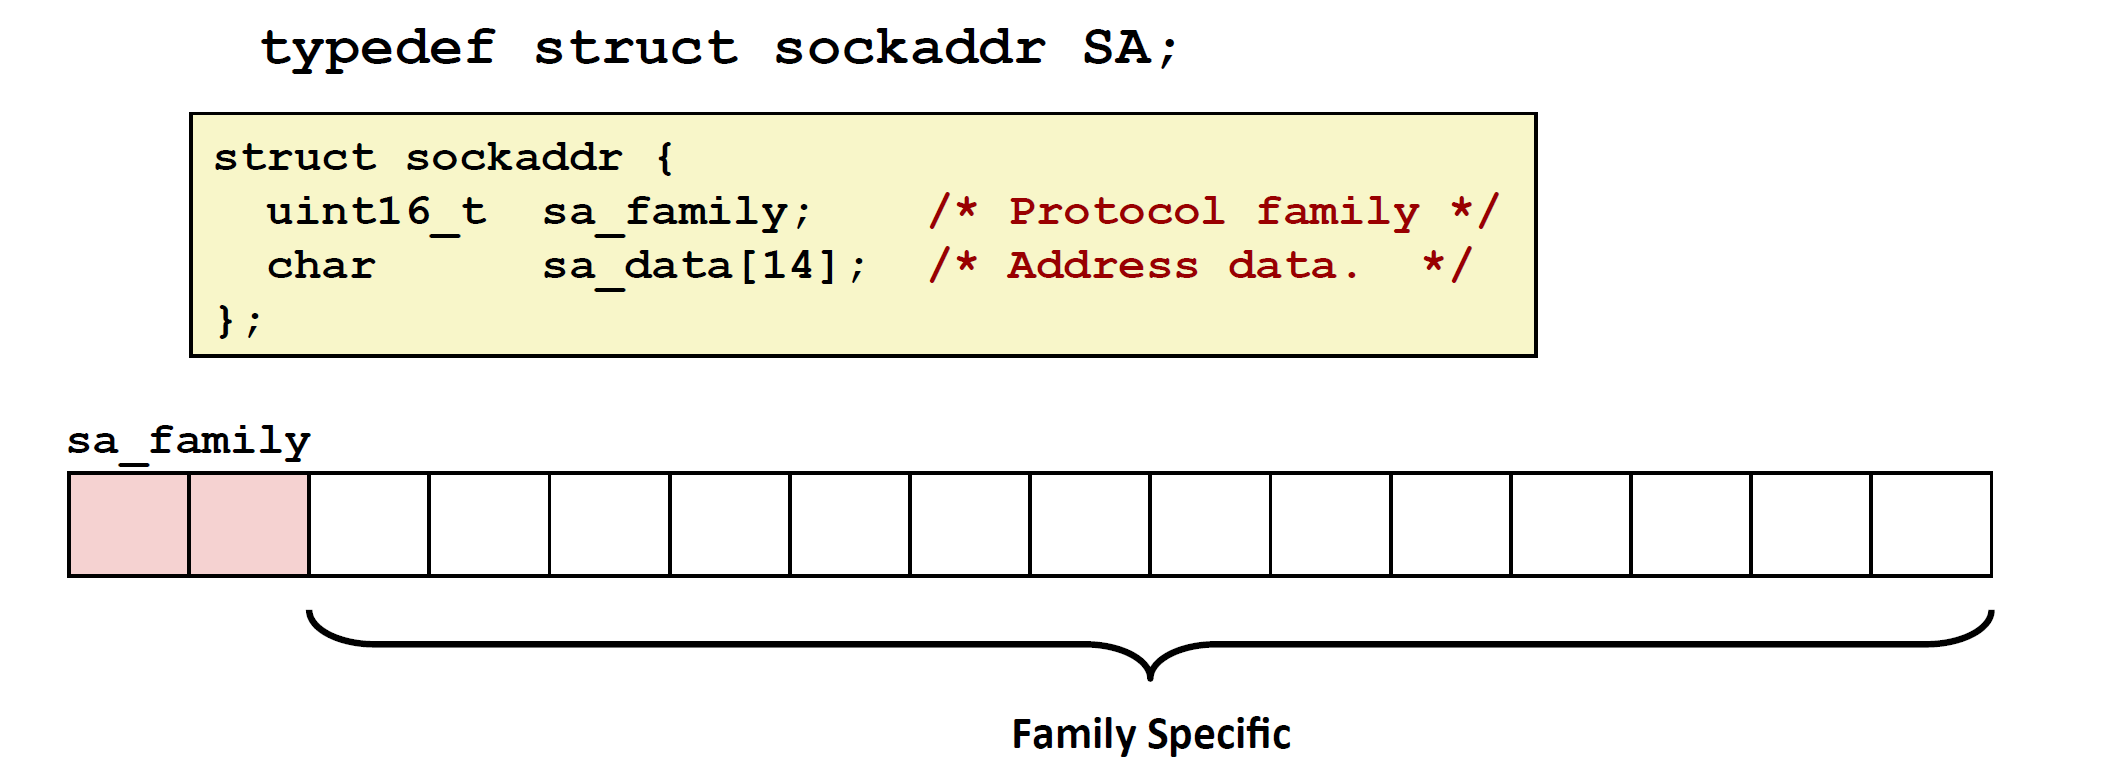 typedef struct sockaddr SA;
struct sockaddr {
  uint16_t  sa_family;    /* Protocol family */
  char      sa_data[14];  /* Address data.  */
};
sa_family
Family Specific